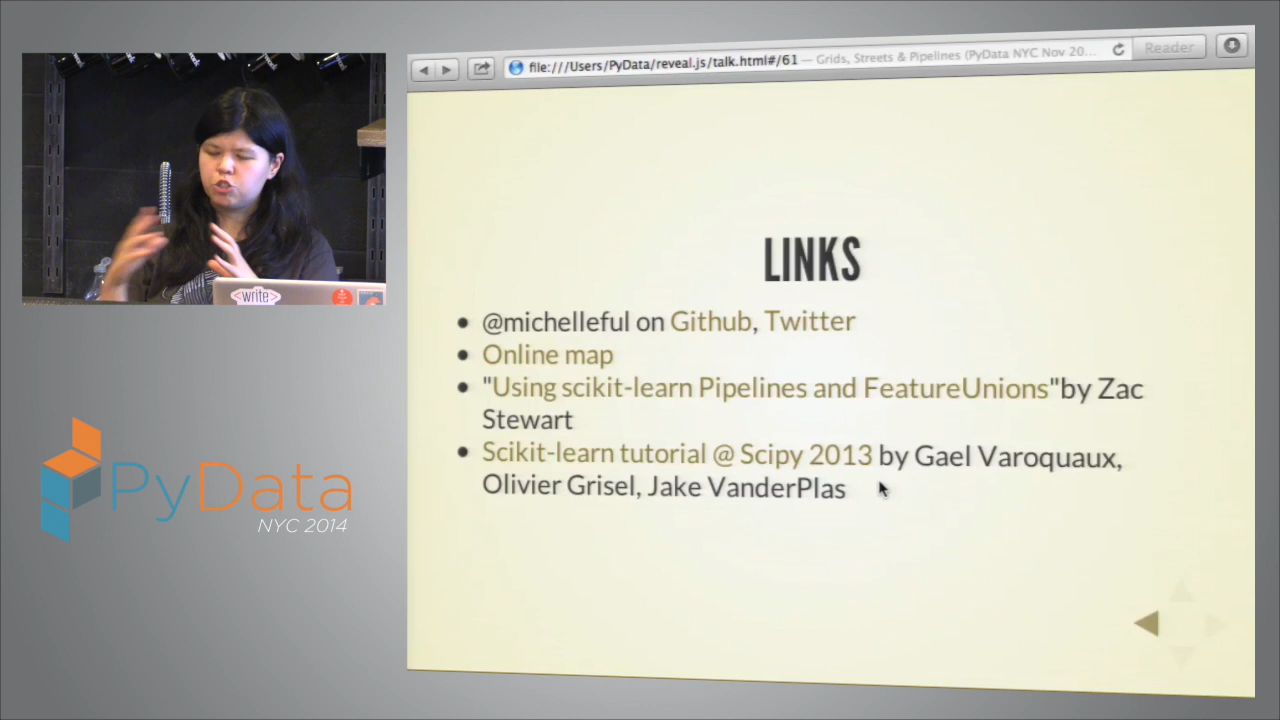 file:///Users/PyData/reveal.js/talk.html#/61 — Grids, Streets & Pipelines (PyData NYC Nov 20...
Reader
LINKS
@michelleful on Github, Twitter
Online map
"Using scikit-learn Pipelines and FeatureUnions"by Zac
Stewart
Scikit-learn tutorial @ Scipy 2013 by Gael Varoquaux,
Olivier Grisel, Jake VanderPlas
<write>
PyData
NYC 2014